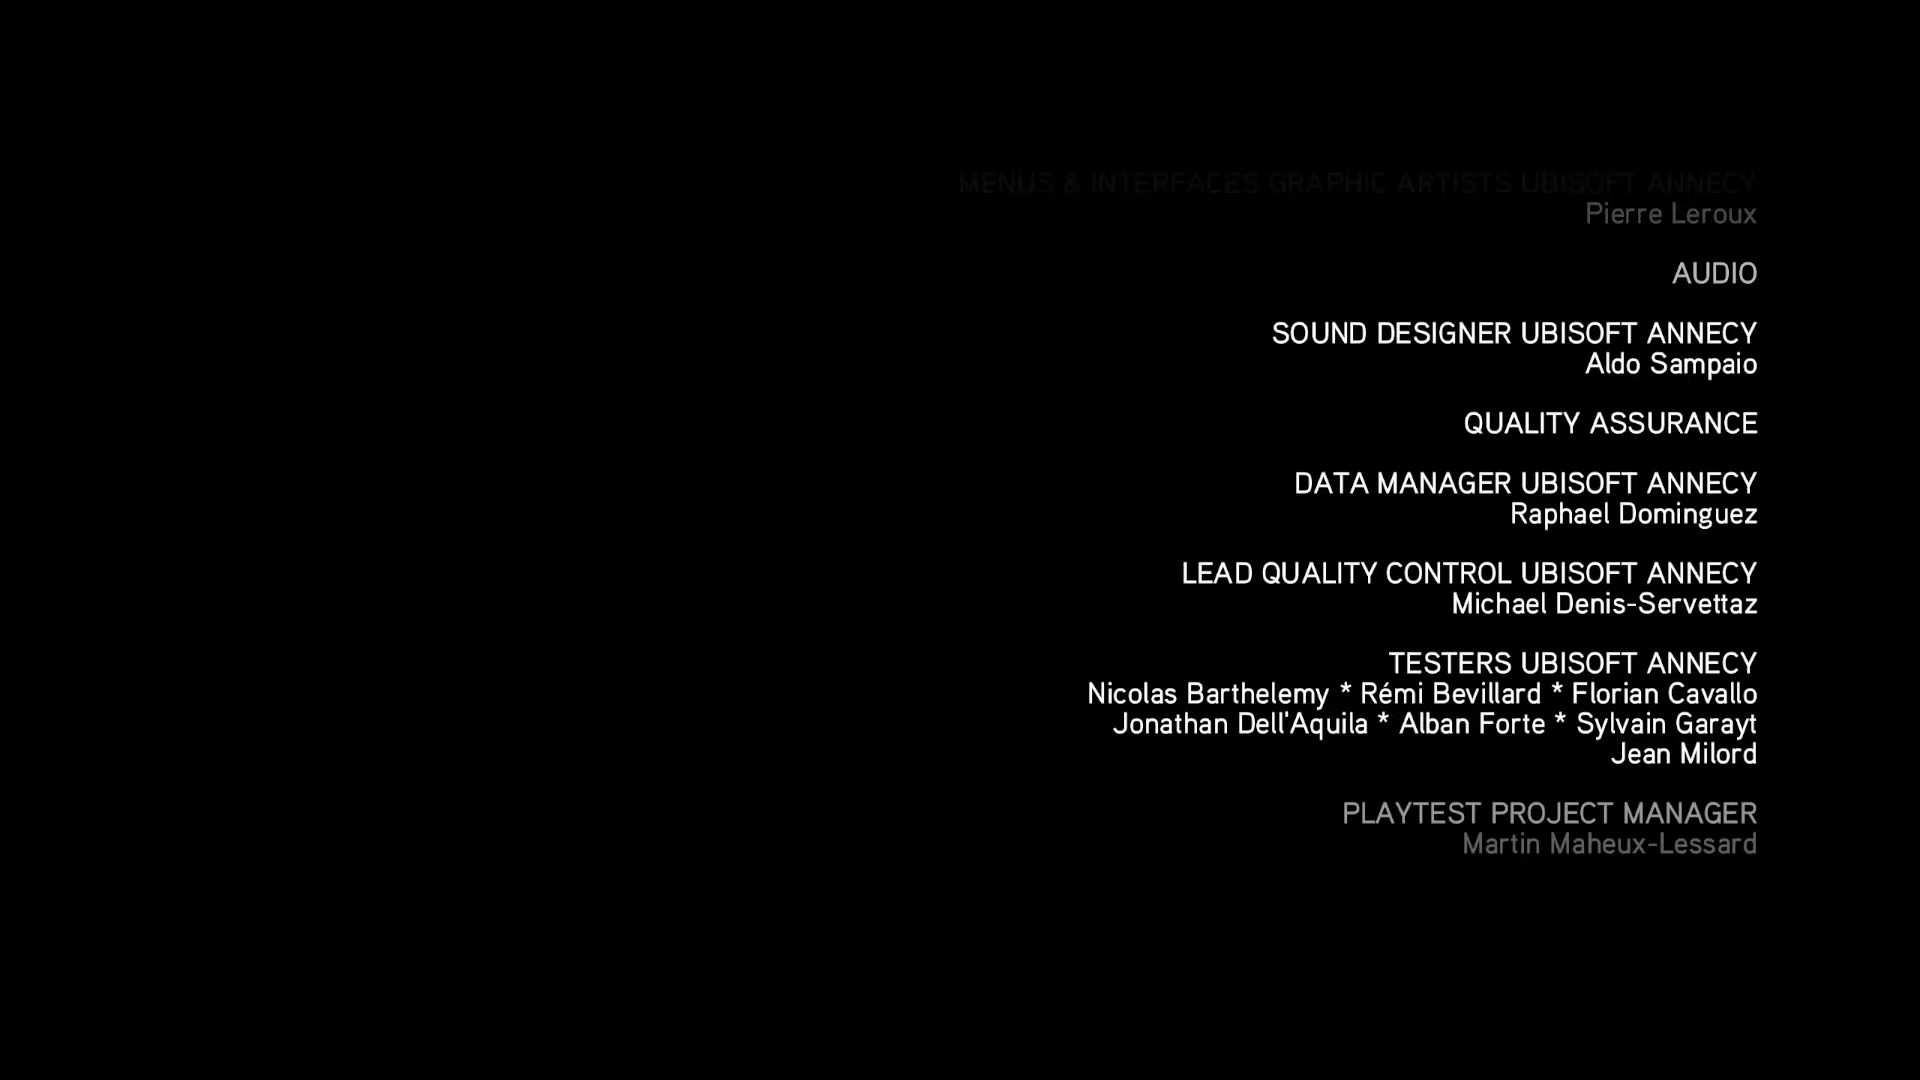 MENUS & INTERFACES GRAPHIC ARTISTS UBISOFT ANNECY
Pierre Leroux
AUDIO
SOUND DESIGNER UBISOFT ANNECY
Aldo Sampaio
QUALITY ASSURANCE
DATA MANAGER UBISOFT ANNECY
Raphael Dominguez
LEAD QUALITY CONTROL UBISOFT ANNECY
Michael Denis-Servettaz
TESTERS UBISOFT ANNECY
Nicolas Barthelemy * Rémi Bevillard * Florian Cavallo
Jonathan Dell'Aquila * Alban Forte * Sylvain Garayt
Jean Milord
PLAYTEST PROJECT MANAGER
Martin Maheux-Lessard